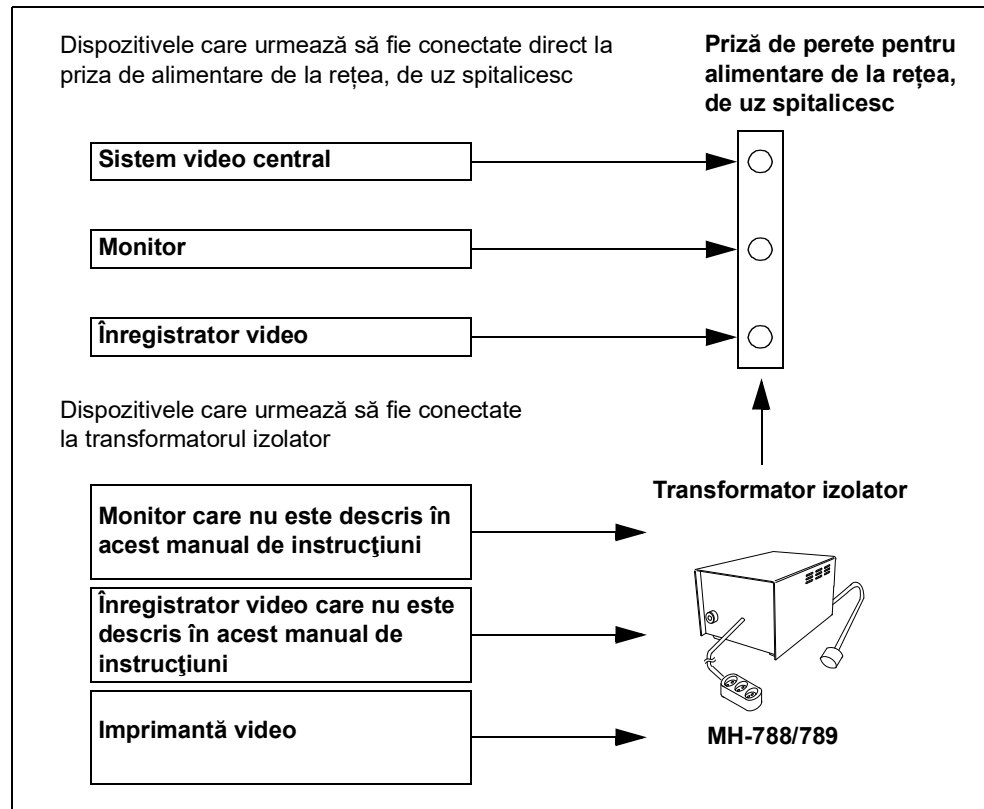 Dispozitivele care urmează să fie conectate direct la
priza de alimentare de la rețea, de uz spitalicesc
Priză de perete pentru
alimentare de la rețea,
de uz spitalicesc
Sistem video central
Monitor
Înregistrator video
Dispozitivele care urmează să fie conectate
la transformatorul izolator
Transformator izolator
Monitor care nu este descris în
acest manual de instrucţiuni
Înregistrator video care nu este
descris în acest manual de
instrucţiuni
Imprimantă video
MH-788/789